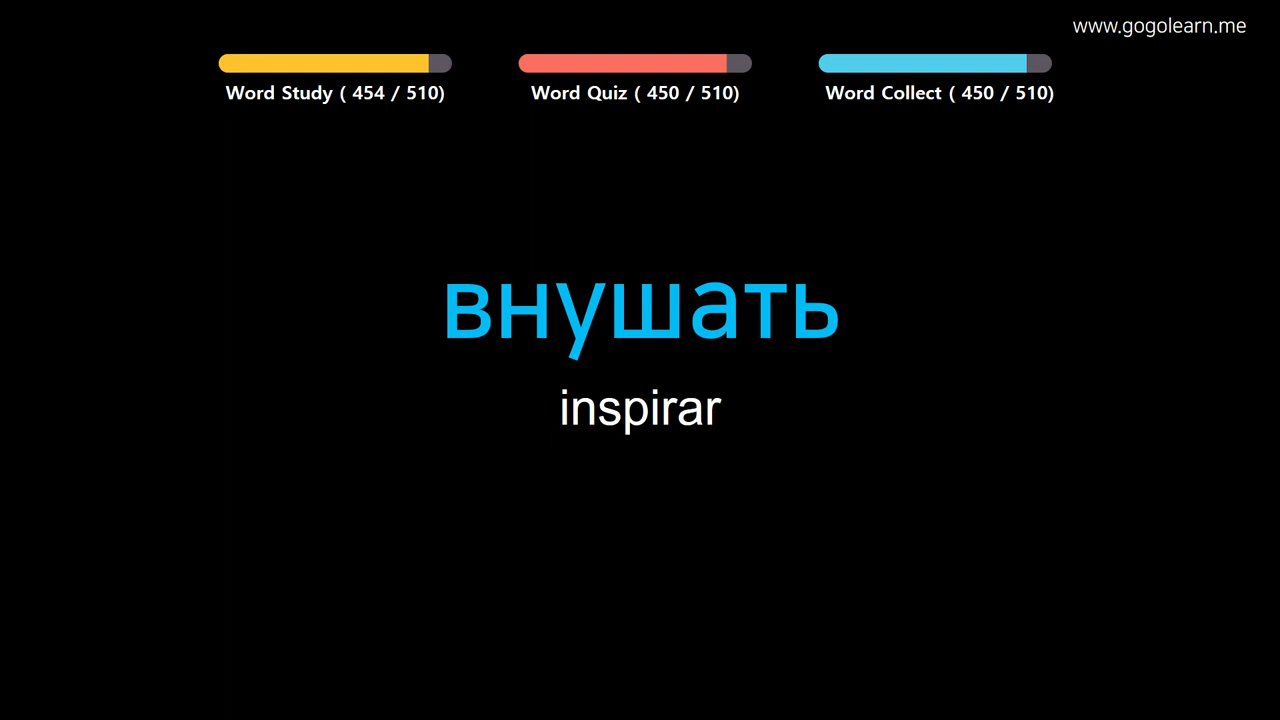 www.gogolearn.me
Word Study ( 454 / 510)
Word Quiz ( 450 / 510)
Word Collect ( 450 / 510)
внушать
inspirar